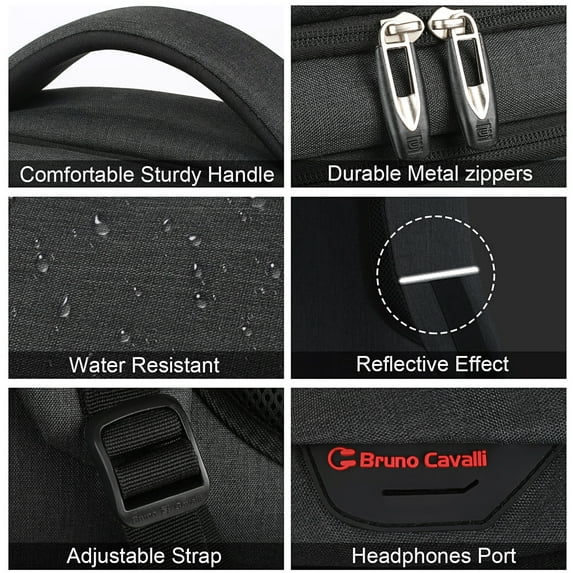 Comfortable Sturdy Handle
Durable Metal zippers
Water Resistant
Reflective Effect
Bruno Cavalli
Adjustable Strap
Headphones Port